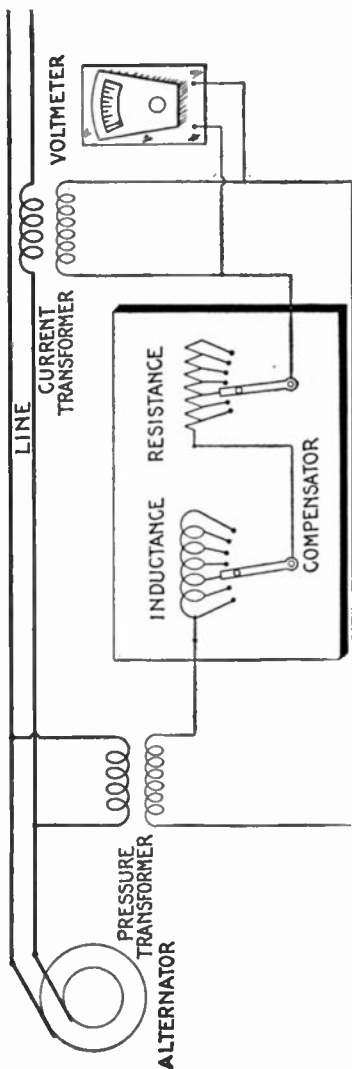 LINE
VOLTMETER
CURRENT
TRANSFORMER
INDUCTANCE
RESISTANCE
COMPENSATOR
PRESSURE
TRANSFORMER
ALTERNATOR